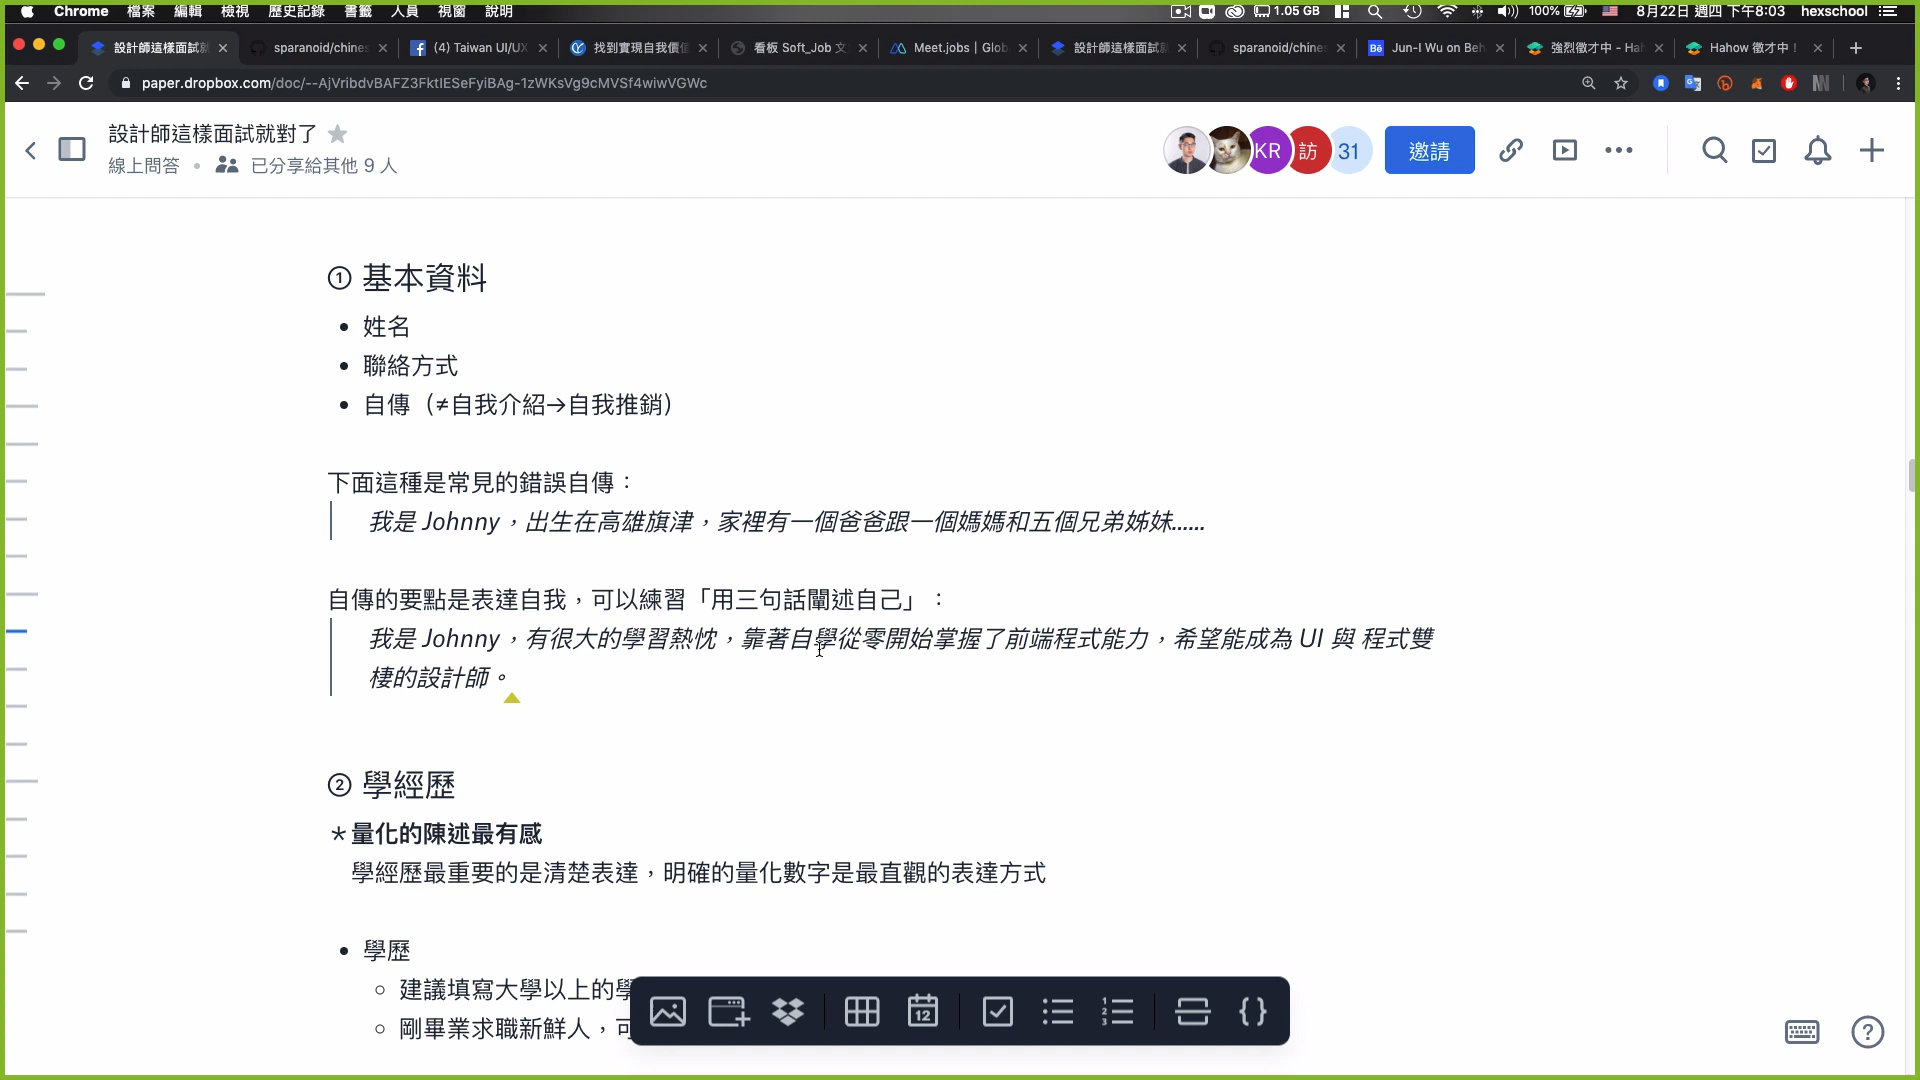 Chrome 檔案 編輯 檢視 歷史記錄 書籤 人員 視窗 說明 1.05 GB 100% 8月22日 週四 下午8:03 hexschool
設計師這樣面試就 sparanoid/chines (4) Taiwan UI/UX 找到實現自我價值 看板 Soft_Job 文 Meet.jobs | Glob 設計師這樣面試就 sparanoid/chines Jun-I Wu on Beh 強烈徵才中 - Hah Hahow 徵才中！
paper.dropbox.com/doc/--AjVribdvBAFZ3FktIESeFyiBAg-1zWKsVg9cMVSf4wiwVGWc
設計師這樣面試就對了
線上問答 • 已分享給其他 9 人
KR 訪 31 邀請
① 基本資料
• 姓名
• 聯絡方式
• 自傳（≠自我介紹→自我推銷）
下面這種是常見的錯誤自傳：
我是 Johnny，出生在高雄旗津，家裡有一個爸爸跟一個媽媽和五個兄弟姊妹……
自傳的要點是表達自我，可以練習「用三句話闡述自己」：
我是 Johnny，有很大的學習熱忱，靠著自學從零開始掌握了前端程式能力，希望能成為 UI 與 程式雙
棲的設計師。
② 學經歷
＊量化的陳述最有感
學經歷最重要的是清楚表達，明確的量化數字是最直觀的表達方式
• 學歷
◦ 建議填寫大學以上的學
◦ 剛畢業求職新鮮人，可
12